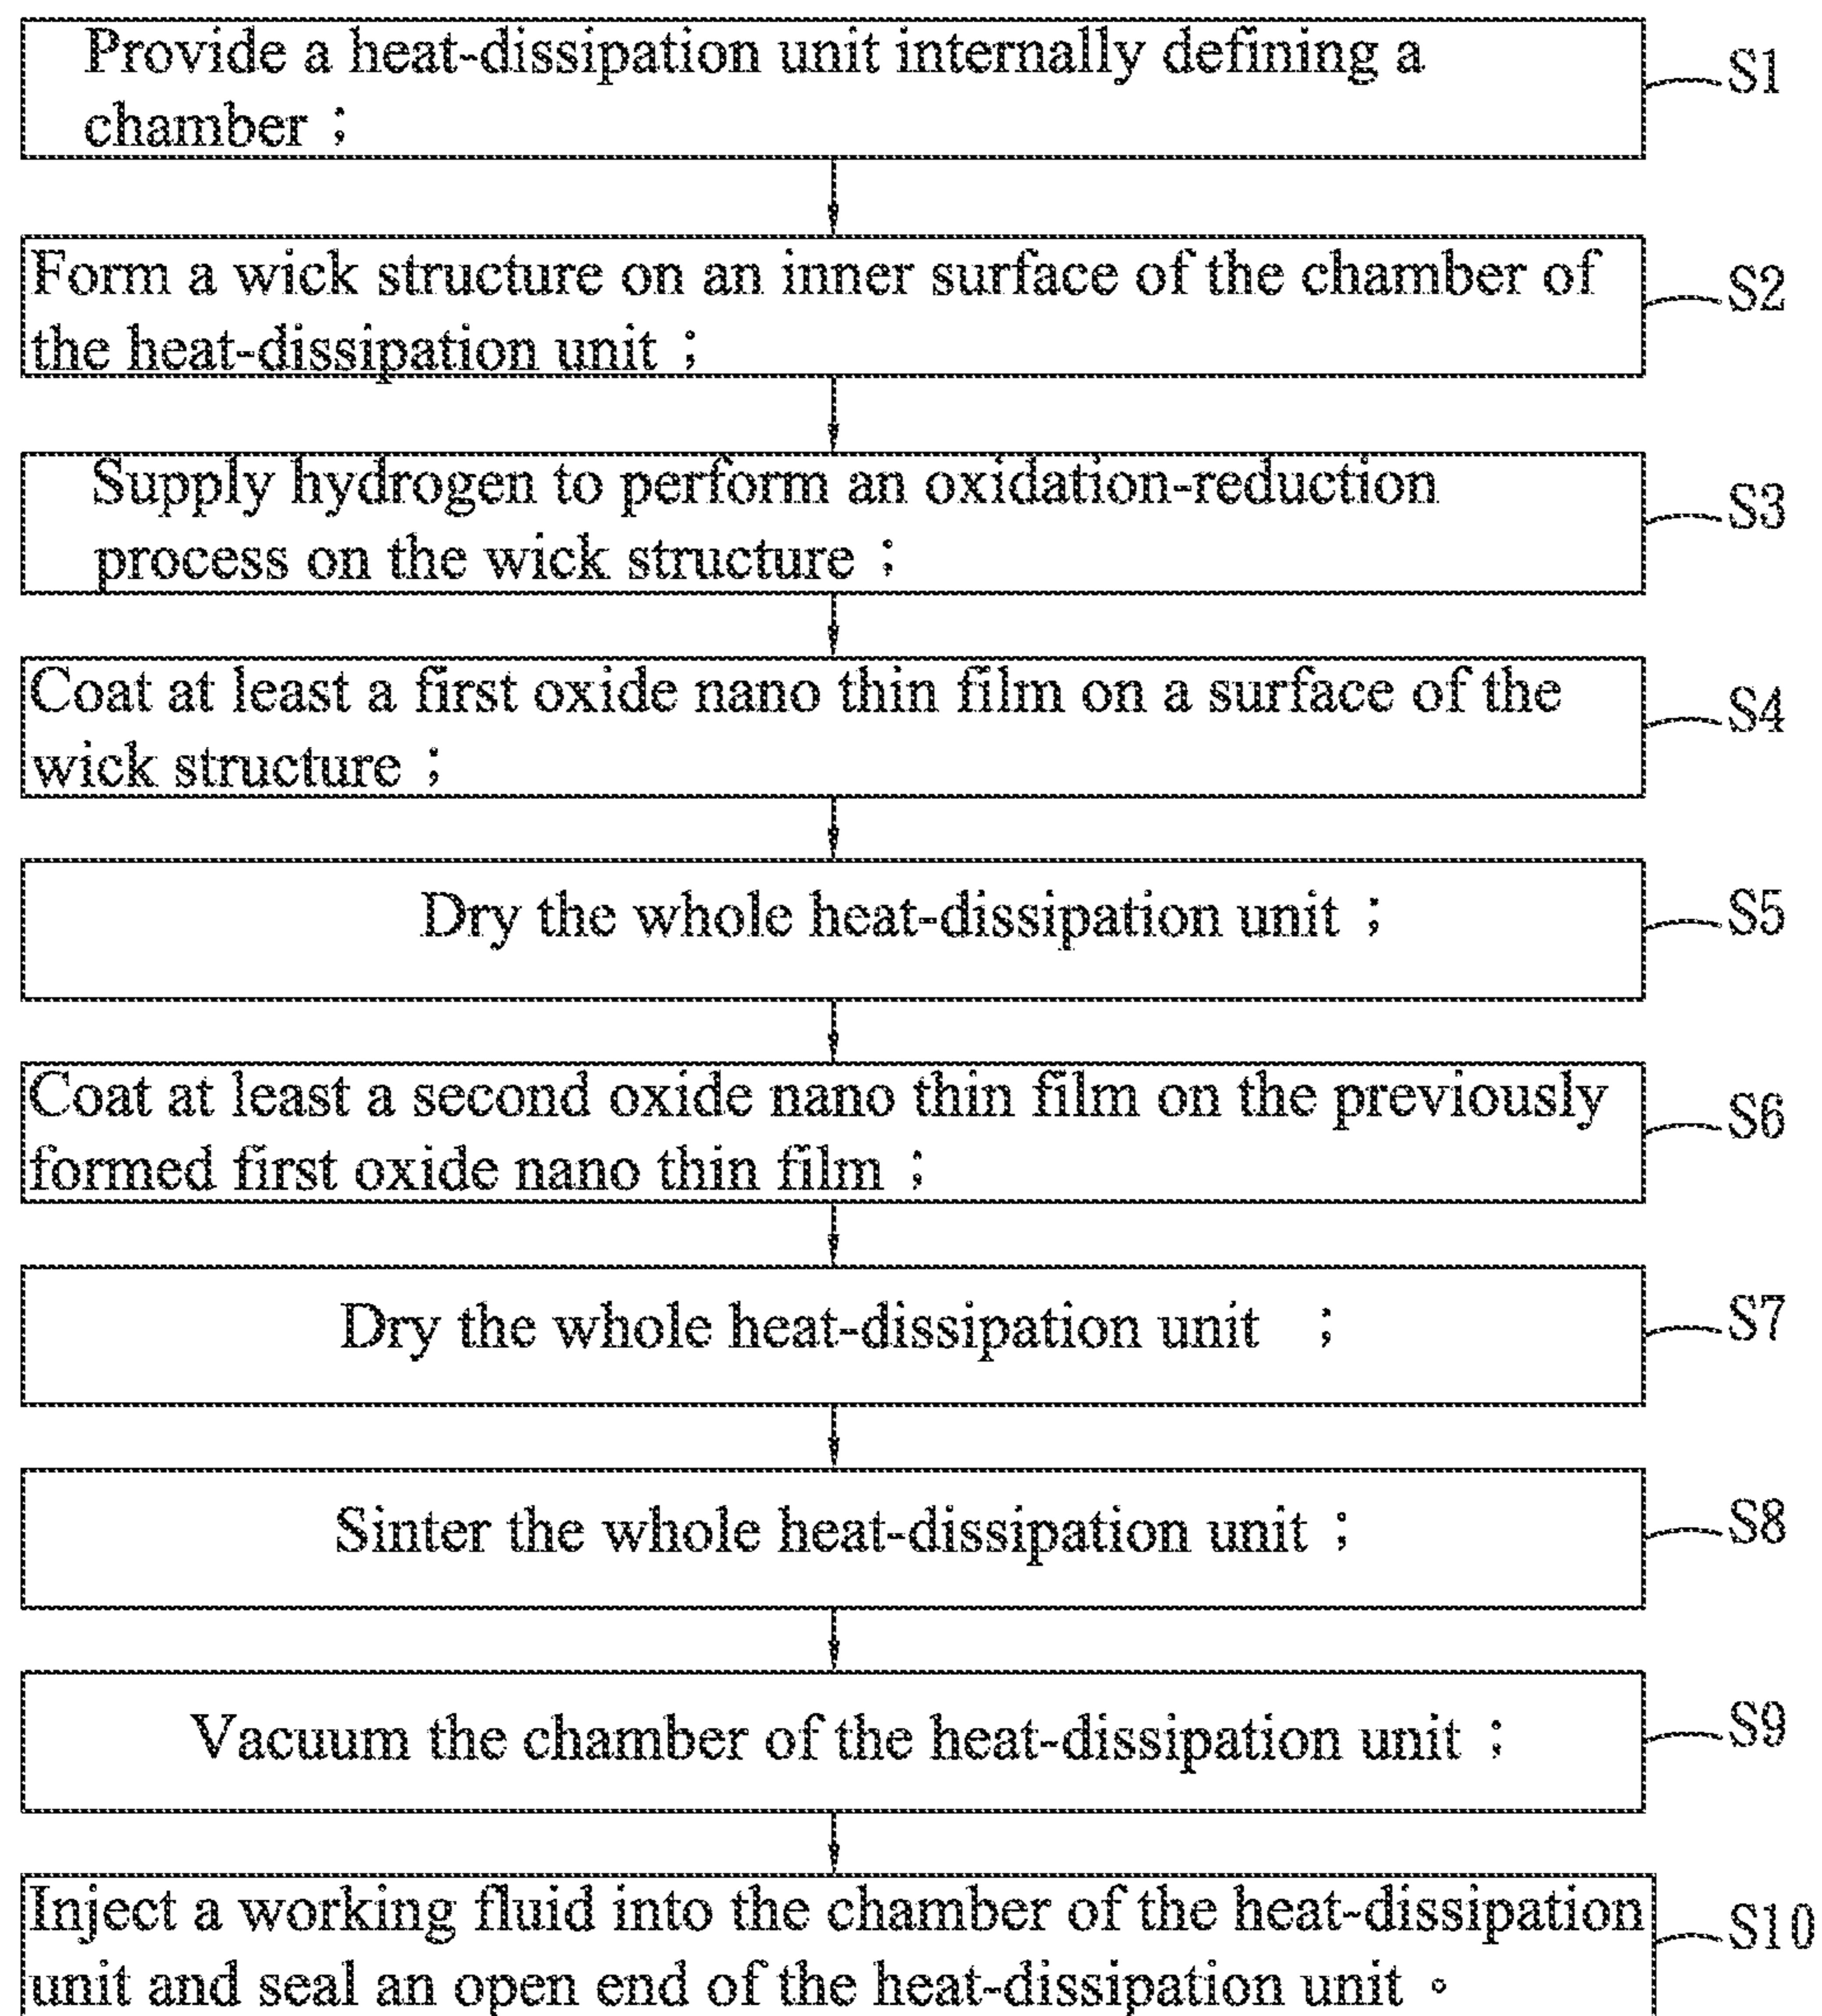 Provide a heat-dissipation unit internally defining a
chamber；
S1
Form a wick structure on an inner surface of the chamber of
the heat-dissipation unit；
S2
Supply hydrogen to perform an oxidation-reduction
process on the wick structure；
S3
Coat at least a first oxide nano thin film on a surface of the
wick structure；
S4
Dry the whole heat-dissipation unit；
S5
Coat at least a second oxide nano thin film on the previously
formed first oxide nano thin film；
S6
Dry the whole heat-dissipation unit ；
S7
Sinter the whole heat-dissipation unit；
S8
Vacuum the chamber of the heat-dissipation unit；
S9
Inject a working fluid into the chamber of the heat-dissipation
unit and seal an open end of the heat-dissipation unit。
S10